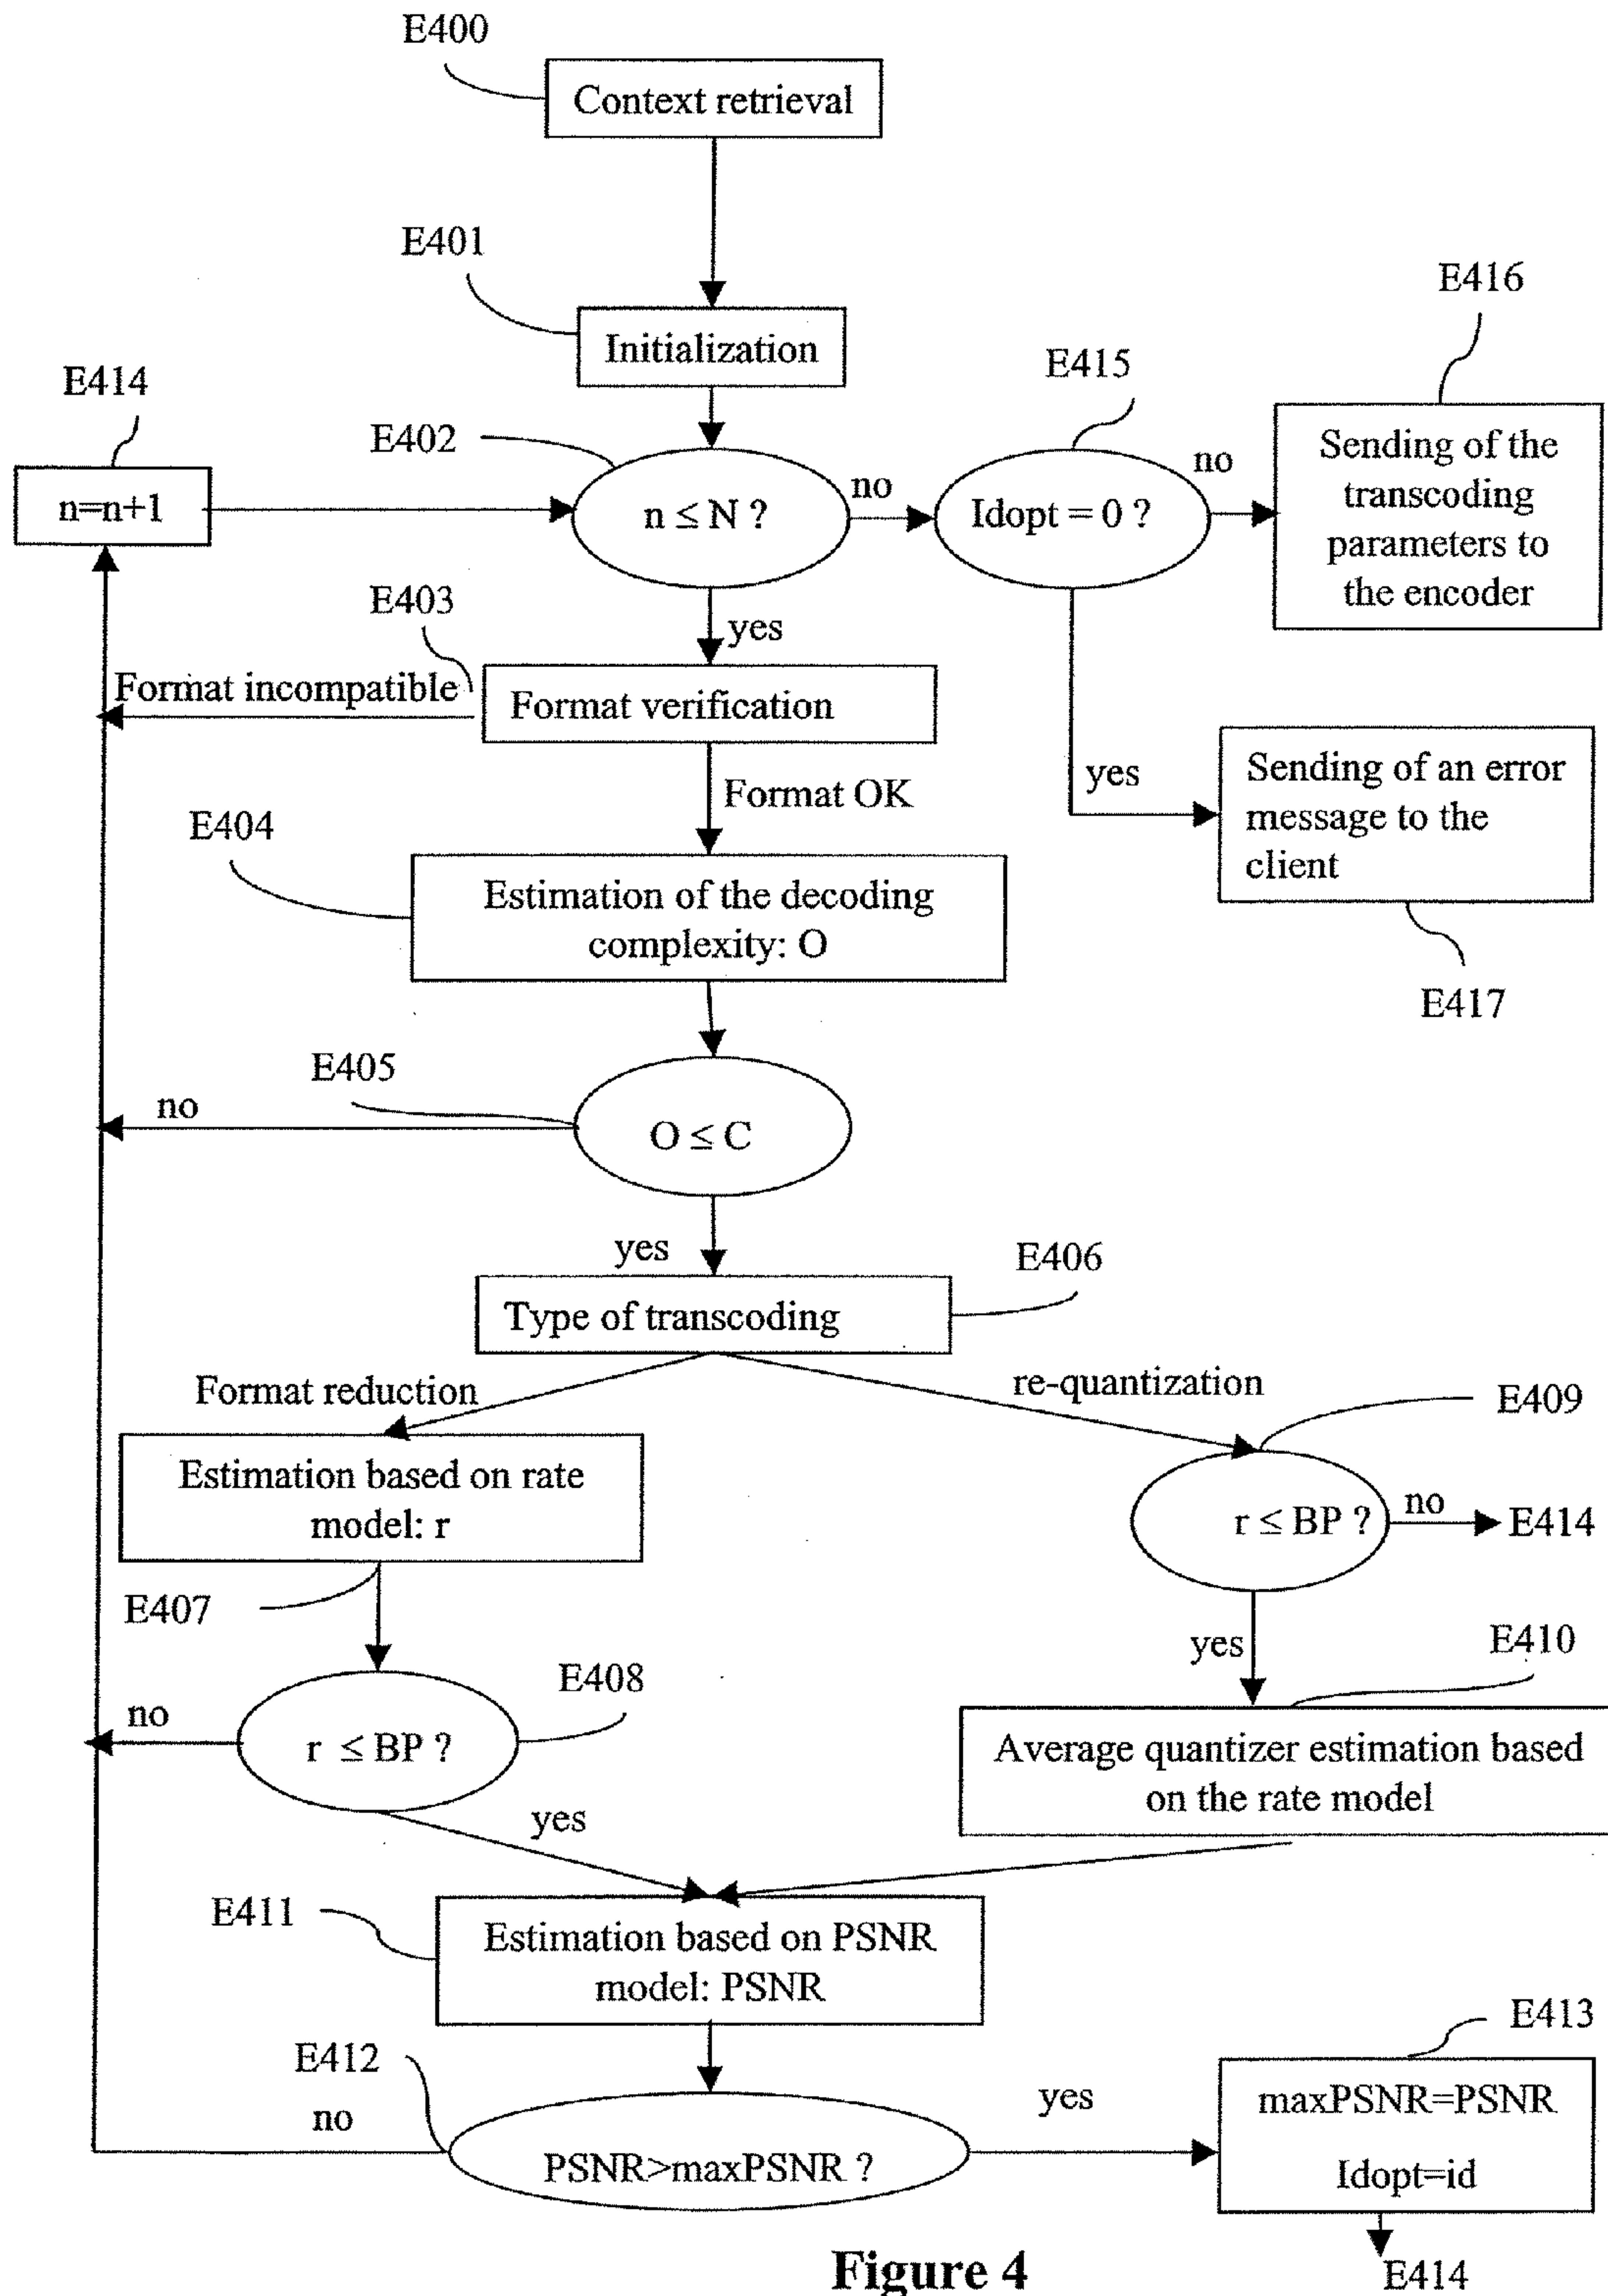 E400
Context retrieval
E401
Initialization
E416
E415
E414
E402
n=n+1
n ≤ N ?
no
Idopt = 0 ?
no
Sending of the
transcoding
parameters to
the encoder
E403
yes
Format incompatible
Format verification
Format OK
yes
Sending of an error
message to the
client
E417
E404
Estimation of the decoding
complexity: O
E405
no
O ≤ C
yes
E406
Type of transcoding
Format reduction
re-quantization
E409
Estimation based on rate
model: r
r ≤ BP ?
no
E414
E407
yes
E410
E408
no
r ≤ BP ?
yes
Average quantizer estimation based
on the rate model
E411
Estimation based on PSNR
model: PSNR
E413
E412
no
PSNR>maxPSNR ?
yes
maxPSNR=PSNR
Idopt=id
E414
Figure 4